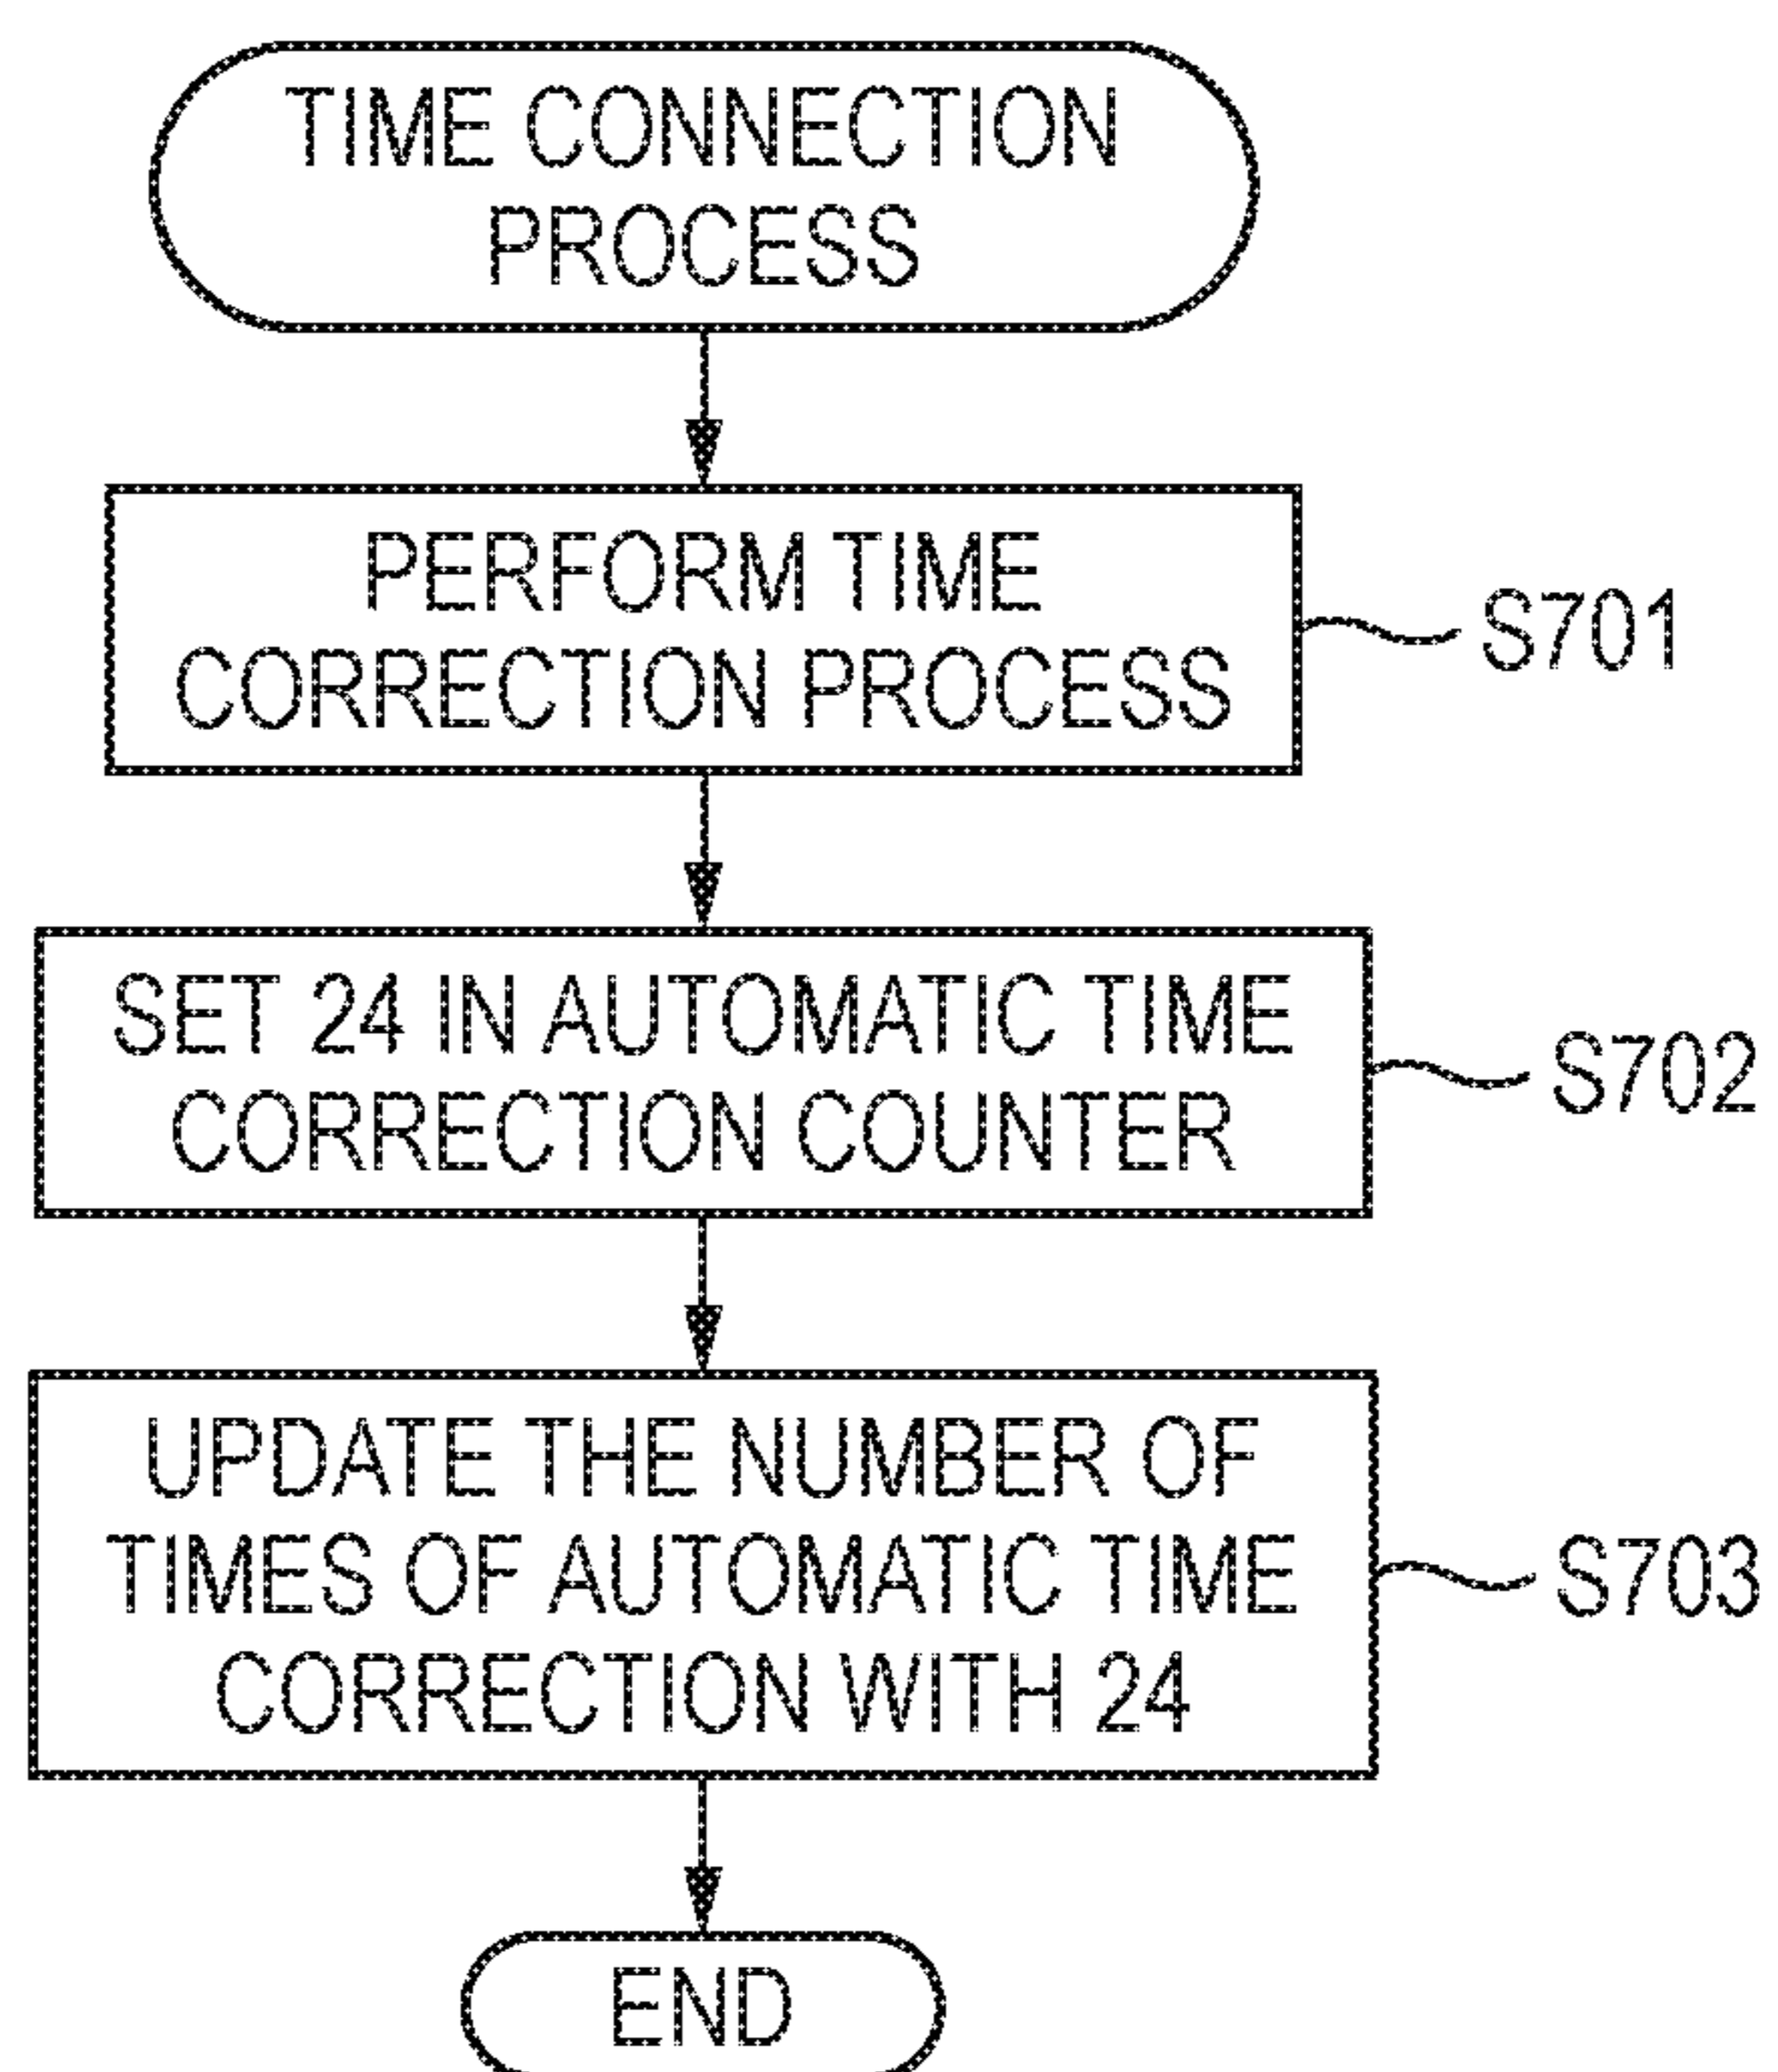 TIME CONNECTION
PROCESS
PERFORM TIME
CORRECTION PROCESS
S701
SET 24 IN AUTOMATIC TIME
CORRECTION COUNTER
S702
UPDATE THE NUMBER OF
TIMES OF AUTOMATIC TIME
CORRECTION WITH 24
S703
END